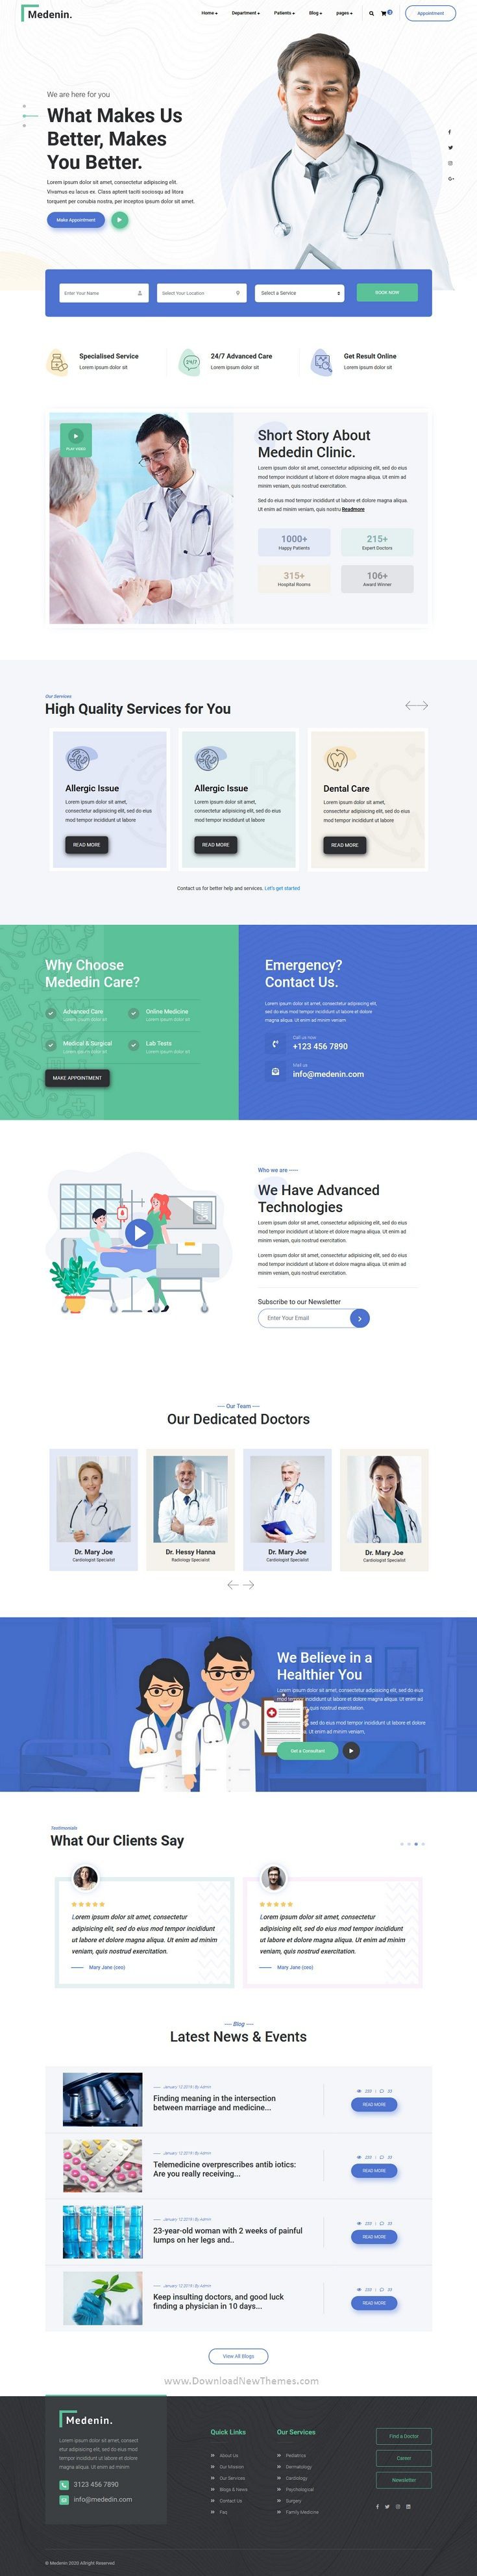 Medenin.
Home
Department
Patients
Blog
pages
Appointment
We are here for you
What Makes Us
Better, Makes
You Better.
Lorem ipsum dolor sit amet, consectetur adipiscing elit.
Vivamus eu lacus ex. Class aptent taciti sociosqu ad litora
torquent per conubia nostra, per inceptos ipsum dolor sit amet.
Make Appointment
Enter Your Name
Select Your Location
Select a Service
BOOK NOW
Specialised Service
Lorem ipsum dolor sit
24/7
24/7 Advanced Care
Lorem ipsum dolor sit
Get Result Online
Lorem ipsum dolor sit
PLAY VIDEO
Short Story About
Mededin Clinic.
Lorem ipsum dolor sit amet, consectetur adipisicing elit, sed do eius
mod tempor incididunt ut labore et dolore magna aliqua. Ut enim ad
minim veniam, quis nostrud exercitation.
Sed do eius mod tempor incididunt ut labore et dolore magna aliqua.
Ut enim ad minim veniam, quis nostru Readmore
1000+
Happy Patients
215+
Expert Doctors
315+
Hospital Rooms
106+
Award Winner
Our Services
High Quality Services for You
Allergic Issue
Lorem ipsum dolor sit amet,
consectetur adipisicing elit, sed do eius
mod tempor incididunt ut labore
READ MORE
Allergic Issue
Lorem ipsum dolor sit amet,
consectetur adipisicing elit, sed do eius
mod tempor incididunt ut labore
READ MORE
Dental Care
Lorem ipsum dolor sit amet,
consectetur adipisicing elit, sed do eius
mod tempor incididunt ut labore
READ MORE
Contact us for better help and services. Let's get started
Why Choose
Mededin Care?
Advanced Care
Lorem ipsum dolor sit
Online Medicine
Lorem ipsum dolor sit
Medical & Surgical
Lorem ipsum dolor sit
Lab Tests
Lorem ipsum dolor sit
MAKE APPOINTMENT
Emergency?
Contact Us.
Lorem ipsum dolor sit amet, consectetur adipisicing elit,
sed do eius mod tempor incididunt ut labore et dolore
magna aliqua. Ut enim ad minim veniam
Call us now
+123 456 7890
Mail us
info@medenin.com
Who we are
We Have Advanced
Technologies
Lorem ipsum dolor sit amet, consectetur adipisicing elit, sed do eius
mod tempor incididunt ut labore et dolore magna aliqua. Ut enim ad
minim veniam, quis nostrud exercitation.
Lorem ipsum dolor sit amet, consectetur adipisicing elit, sed do eius
mod tempor incididunt ut labore et dolore magna aliqua. Ut enim ad
minim veniam, quis nostrud exercitation.
Subscribe to our Newsletter
Enter Your Email
Our Team
Our Dedicated Doctors
Dr. Mary Joe
Cardiologist Specialist
Dr. Hessy Hanna
Radiology Specialist
Dr. Mary Joe
Cardiologist Specialist
Dr. Mary Joe
Cardiologist Specialist
We Believe in a
Healthier You
Lorem ipsum dolor sit amet, consectetur adipisicing elit, sed do eius
mod tempor incididunt ut labore et dolore magna aliqua. Ut enim ad
quis nostrud exercitation.
sed do eius mod tempor incididunt ut labore et dolore
Ut enim ad minim veniam,
Get a Consultant
Testimonials
What Our Clients Say
Lorem ipsum dolor sit amet, consectetur
adipisicing elit, sed do eius mod tempor incididunt
ut labore et dolore magna aliqua. Ut enim ad minim
veniam, quis nostrud exercitation.
Mary Jane (ceo)
Lorem ipsum dolor sit amet, consectetur
adipisicing elit, sed do eius mod tempor incididunt
ut labore et dolore magna aliqua. Ut enim ad minim
veniam, quis nostrud exercitation.
Mary Jane (ceo)
Blog
Latest News & Events
January 12 2019 | By Admin
Finding meaning in the intersection
between marriage and medicine...
READ MORE
January 12 2019 | By Admin
Telemedicine overprescribes antib iotics:
Are you really receiving...
READ MORE
January 12 2019 | By Admin
23-year-old woman with 2 weeks of painful
lumps on her legs and..
READ MORE
January 12 2019 | By Admin
Keep insulting doctors, and good luck
finding a physician in 10 days...
READ MORE
View All Blogs
www.DownloadNewThemes.com
Medenin.
Lorem ipsum dolor sit amet, consect
etur adipisicing elit, sed do eius mod
tempor incididunt ut labore et dolore
magna aliqua. Ut enim ad minim
3123 456 7890
info@mededin.com
Quick Links
About Us
Our Mission
Our Services
Blogs & News
Contact Us
Faq
Our Services
Pediatrics
Dermatology
Cardiology
Psychological
Surgery
Family Medicine
Find a Doctor
Career
Newsletter
© Medenin 2020 Allright Reserved